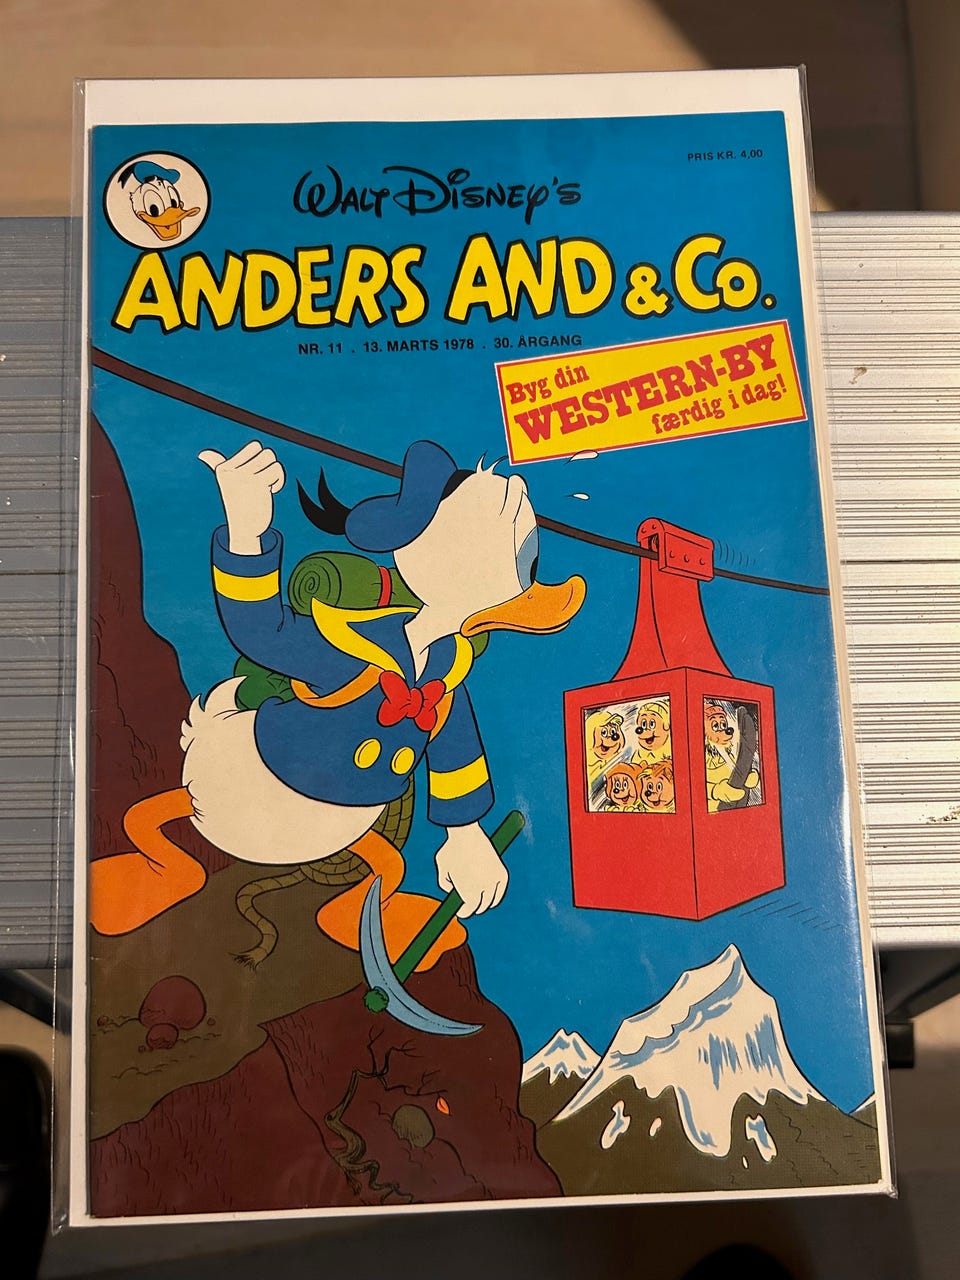 PRIS KR. 4,00
WALT DISNEY'S
ANDERS AND & CO.
NR. 11 . 13. MARTS 1978 . 30. ÅRGANG
Byg din
WESTERN-BY
færdig i dag!